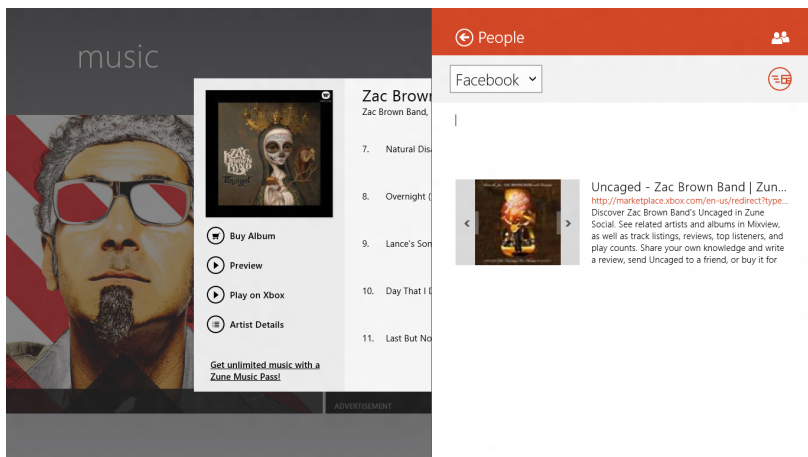 music
Zac Brown
Zac Brown Band,
7. Natural Dis
8. Overnight (
9. Lance's Son
10. Day That I D
11. Last But No
ZAC
BROWN
BAND
Uncaged
Buy Album
Preview
Play on Xbox
Artist Details
Get unlimited music with a
Zune Music Pass!
ADVERTISEMENT
People
Facebook
Uncaged - Zac Brown Band | Zun...
http://marketplace.xbox.com/en-us/redirect?type...
Discover Zac Brown Band's Uncaged in Zune
Social. See related artists and albums in Mixview,
as well as track listings, reviews, top listeners, and
play counts. Share your own knowledge and write
a review, send Uncaged to a friend, or buy it for